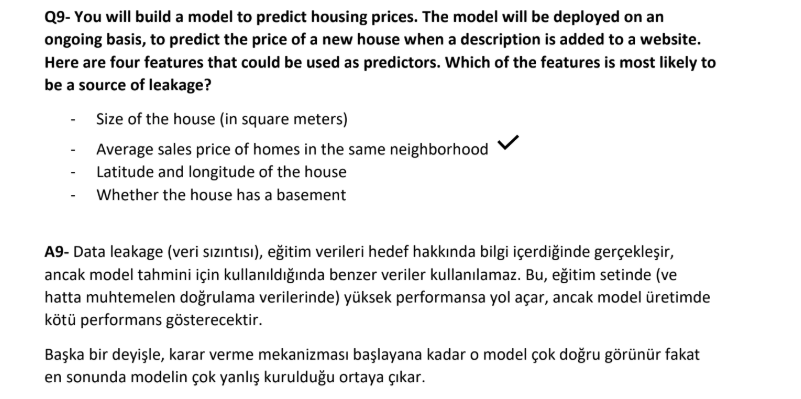 Q9- You will build a model to predict housing prices. The model will be deployed on an
ongoing basis, to predict the price of a new house when a description is added to a website.
Here are four features that could be used as predictors. Which of the features is most likely to
be a source of leakage?
- Size of the house (in square meters)
- Average sales price of homes in the same neighborhood ✓
- Latitude and longitude of the house
- Whether the house has a basement
A9- Data leakage (veri sızıntısı), eğitim verileri hedef hakkında bilgi içerdiğinde gerçekleşir,
ancak model tahmini için kullanıldığında benzer veriler kullanılamaz. Bu, eğitim setinde (ve
hatta muhtemelen doğrulama verilerinde) yüksek performansa yol açar, ancak model üretimde
kötü performans gösterecektir.
Başka bir deyişle, karar verme mekanizması başlayana kadar o model çok doğru görünür fakat
en sonunda modelin çok yanlış kurulduğu ortaya çıkar.